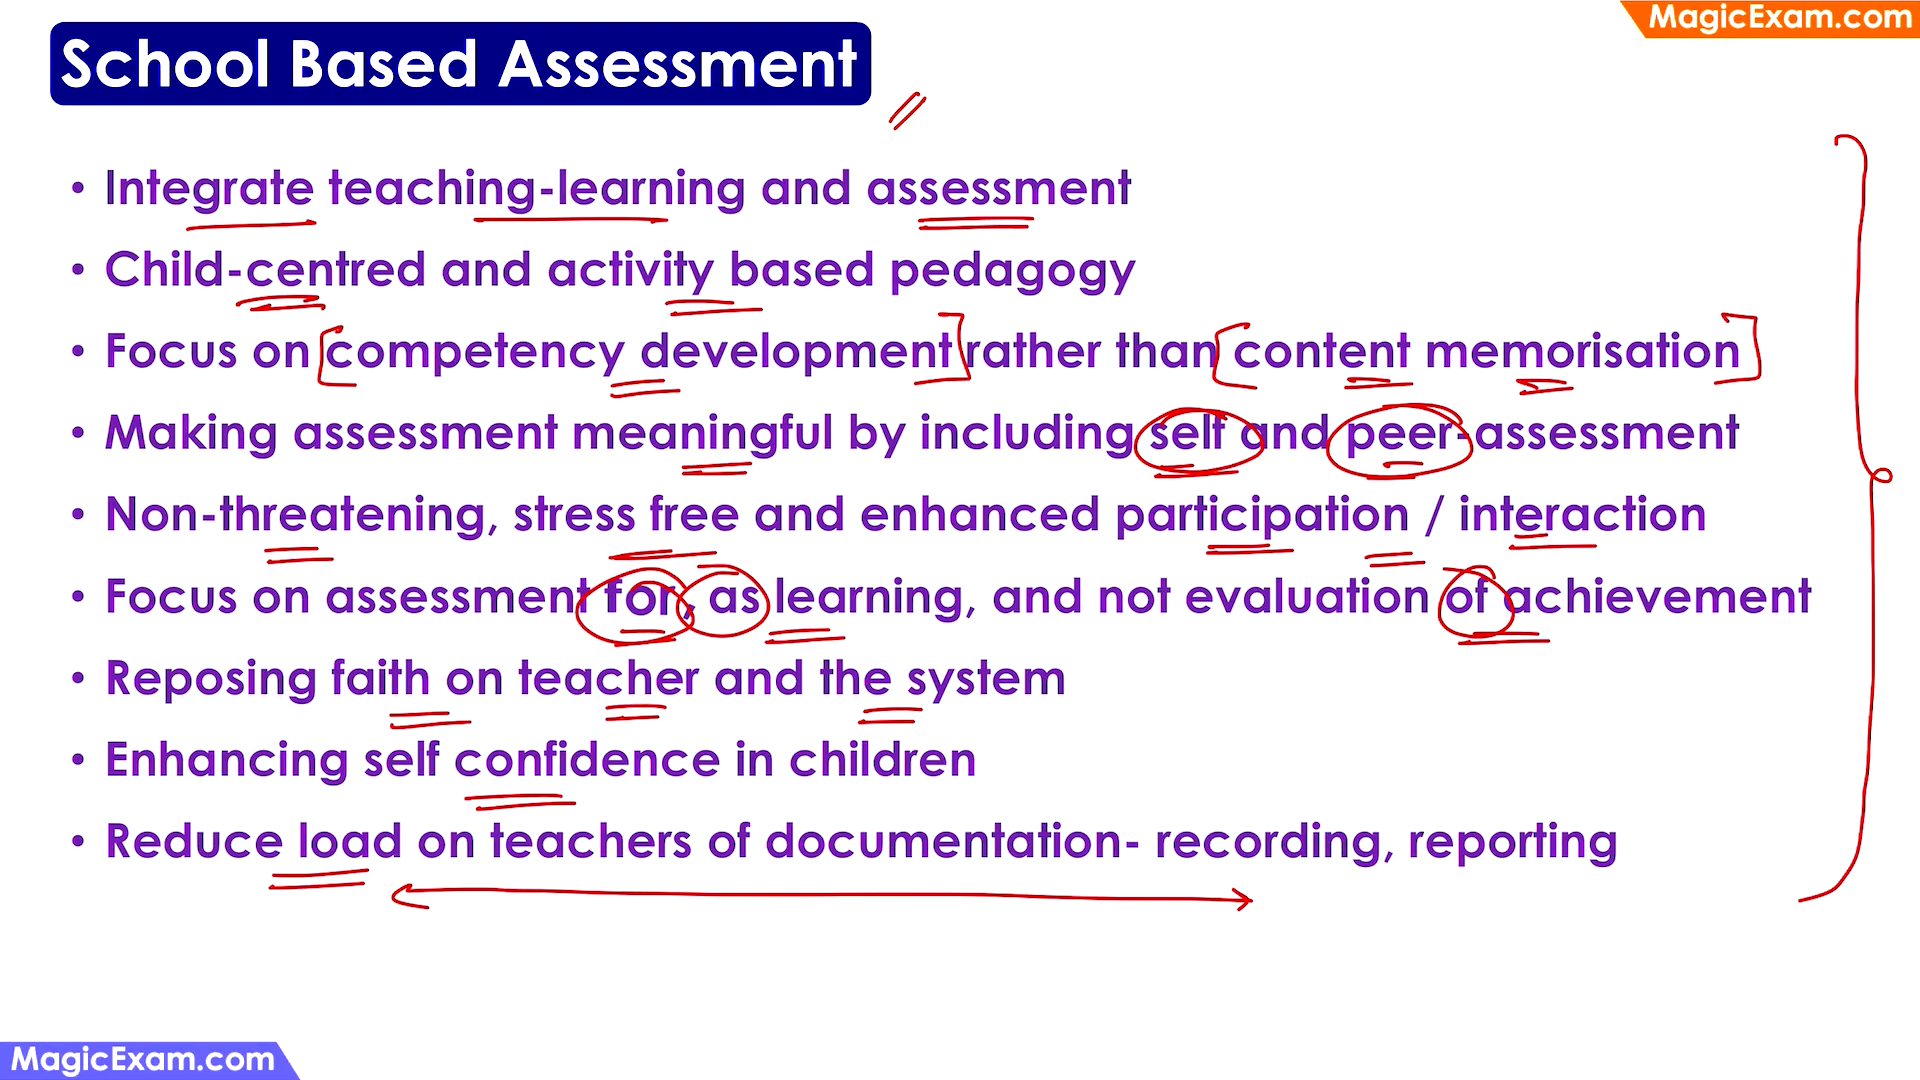 MagicExam.com
School Based Assessment
• Integrate teaching-learning and assessment
• Child-centred and activity based pedagogy
• Focus on competency development rather than content memorisation
• Making assessment meaningful by including self and peer-assessment
• Non-threatening, stress free and enhanced participation / interaction
• Focus on assessment for, as learning, and not evaluation of achievement
• Reposing faith on teacher and the system
• Enhancing self confidence in children
• Reduce load on teachers of documentation- recording, reporting
MagicExam.com